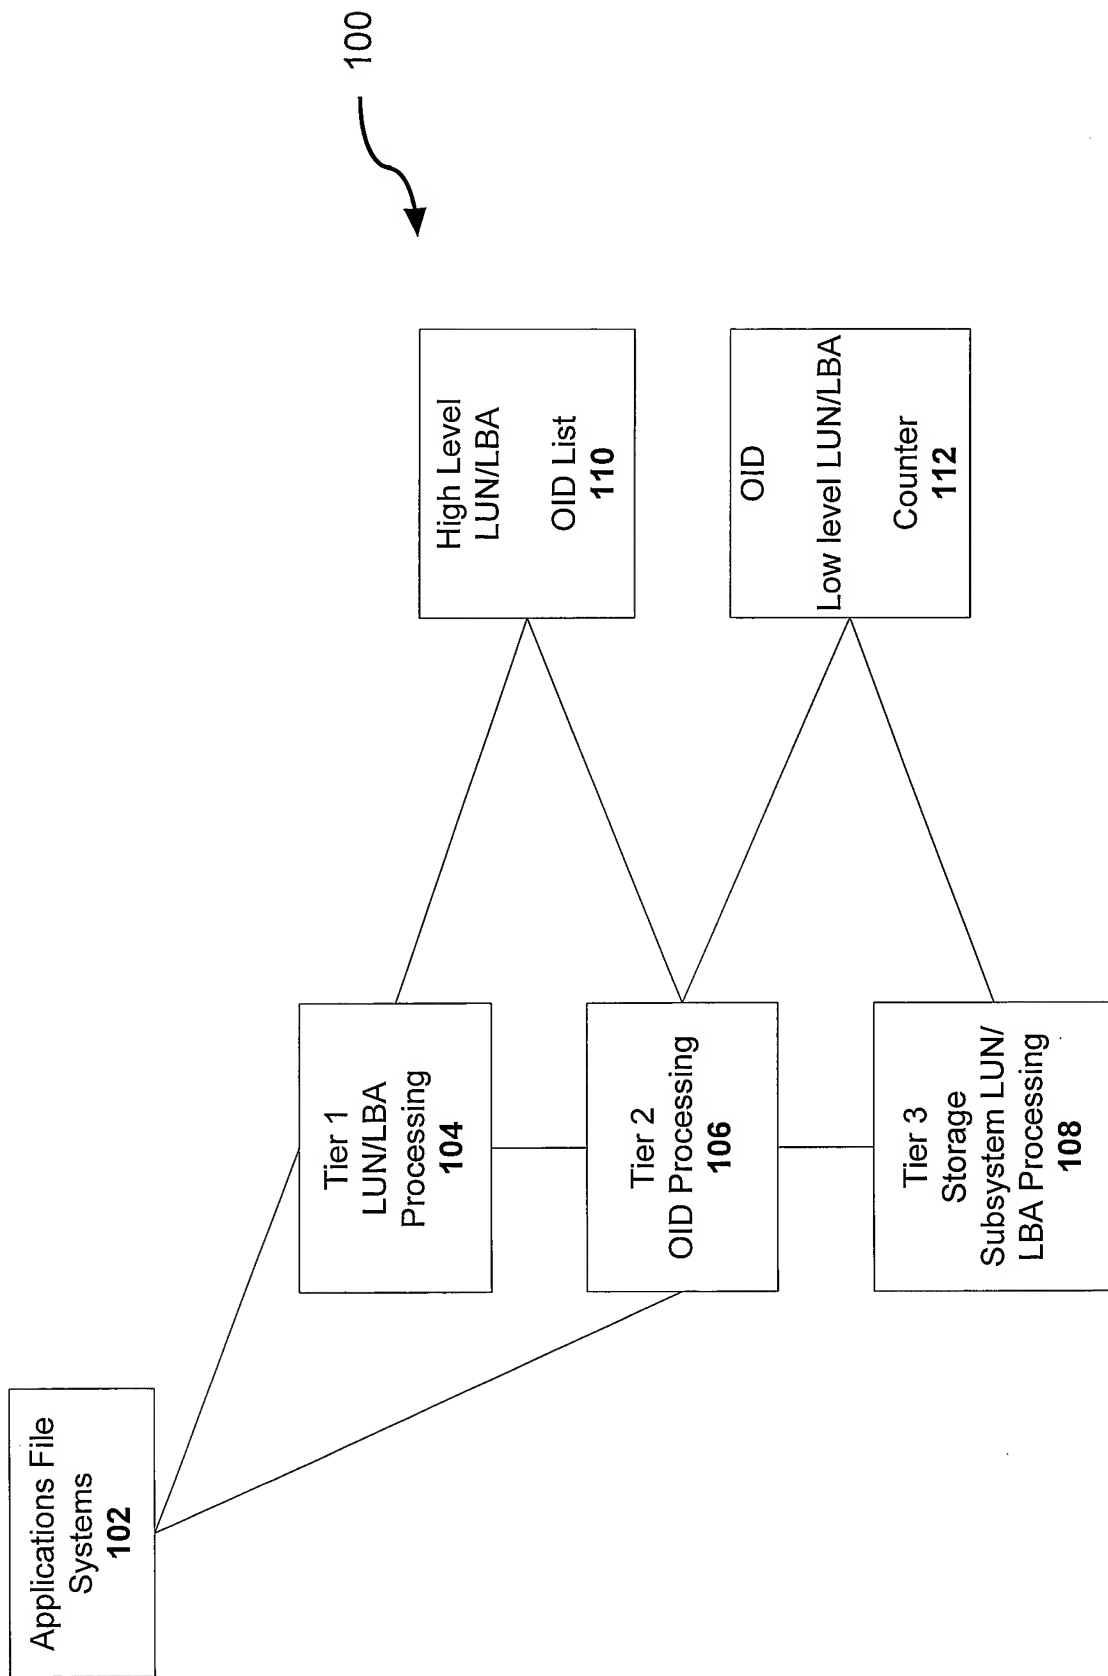 100
Applications File
Systems
102
Tier 1
LUN/LBA
Processing
104
High Level
LUN/LBA
OID List
110
Tier 2
OID Processing
106
OID
Low level LUN/LBA
Counter
112
Tier 3
Storage
Subsystem LUN/
LBA Processing
108